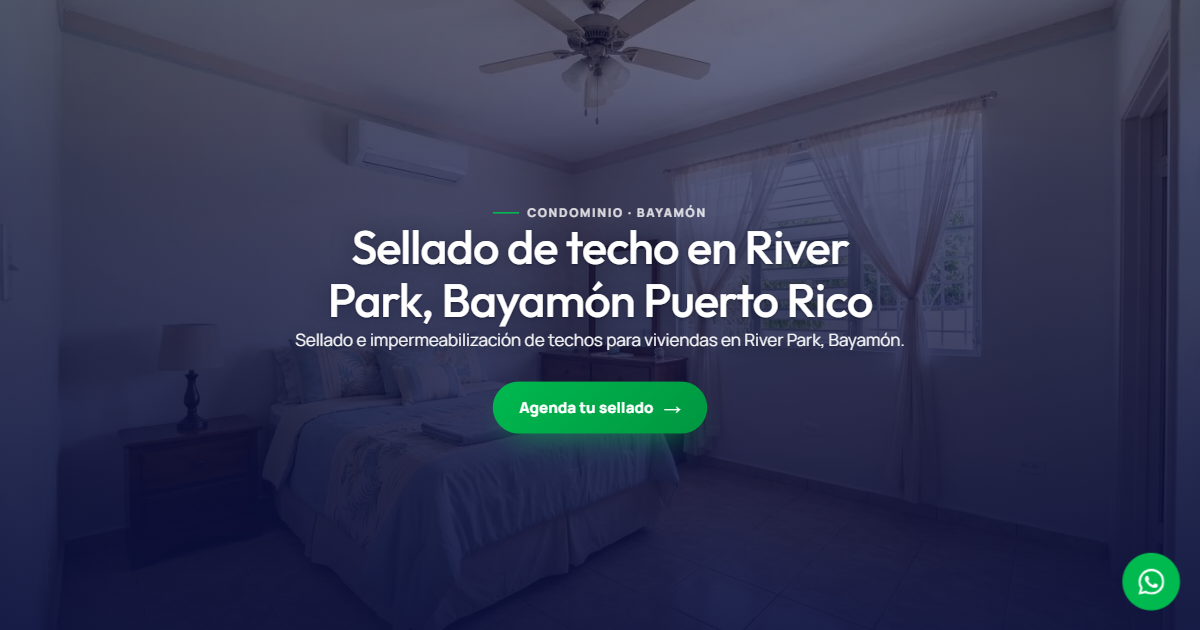 CONDOMINIO · BAYAMÓN
Sellado de techo en River
Park, Bayamón Puerto Rico
Sellado e impermeabilización de techos para viviendas en River Park, Bayamón.
Agenda tu sellado →